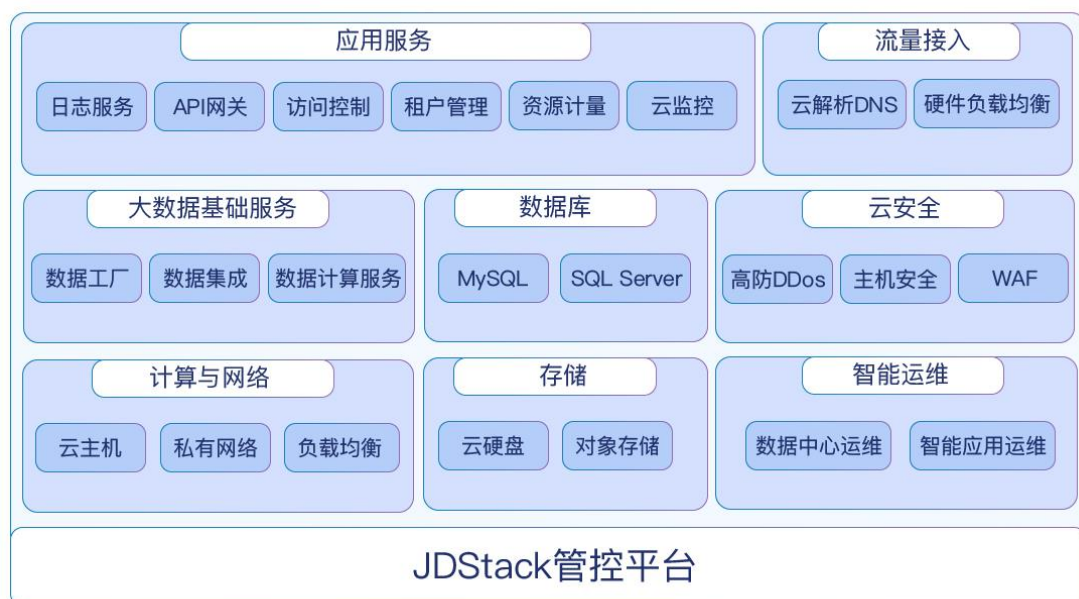 应用服务
日志服务 API网关 访问控制 租户管理 资源计量 云监控
流量接入
云解析DNS 硬件负载均衡
大数据基础服务
数据工厂 数据集成 数据计算服务
数据库
MySQL SQL Server
云安全
高防DDos 主机安全 WAF
计算与网络
云主机 私有网络 负载均衡
存储
云硬盘 对象存储
智能运维
数据中心运维 智能应用运维
JDStack管控平台